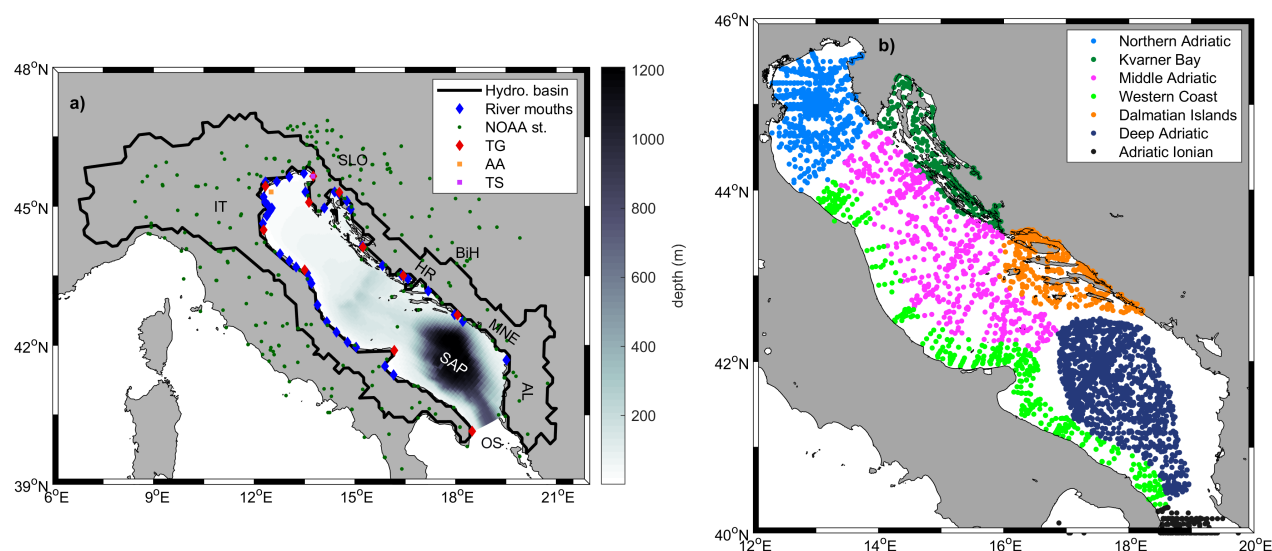 a)
48°N
45°N
42°N
39°N
6°E
9°E
12°E
15°E
18°E
21°E
Hydro. basin
River mouths
NOAA st.
TG
AA
TS
SLO
IT
BiH
HR
MNE
SAP
AL
OS
1200
1000
800
600
400
200
depth (m)
b)
46°N
44°N
42°N
40°N
12°E
14°E
16°E
18°E
20°E
Northern Adriatic
Kvarner Bay
Middle Adriatic
Western Coast
Dalmatian Islands
Deep Adriatic
Adriatic Ionian